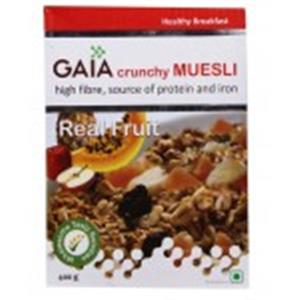 Healthy Breakfast
GAIA crunchy MUESLI
high fibre, source of protein and iron
Real Fruit
400 g